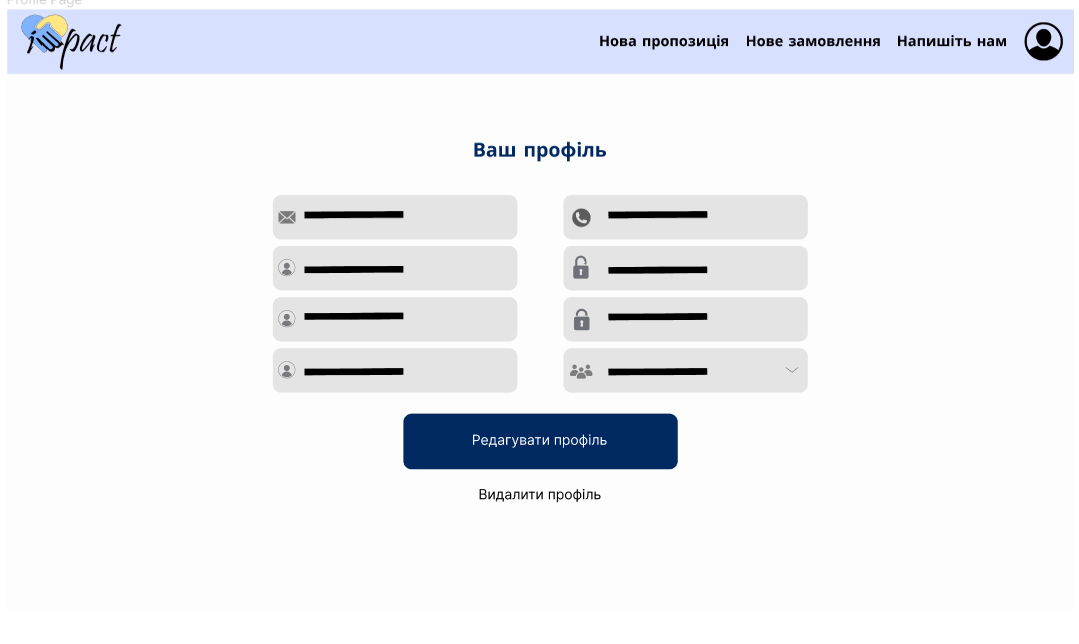 Profile Page
impact
Нова пропозиція Нове замовлення Напишіть нам
Ваш профіль
Редагувати профіль
Видалити профіль